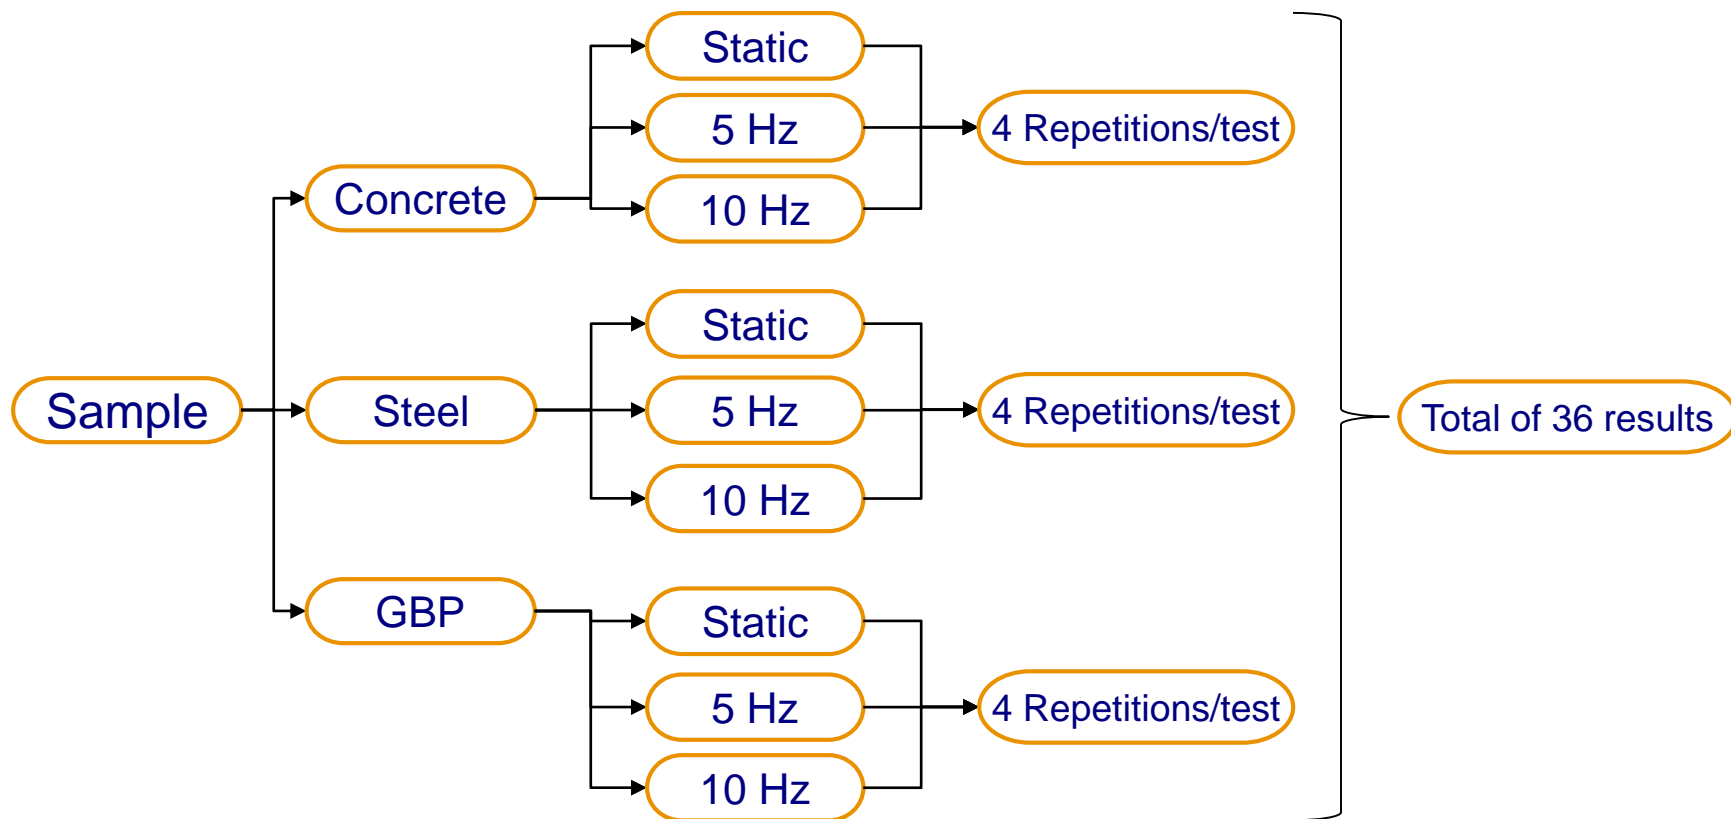 Sample
Concrete
Static
5 Hz
10 Hz
4 Repetitions/test
Steel
Static
5 Hz
10 Hz
4 Repetitions/test
GBP
Static
5 Hz
10 Hz
4 Repetitions/test
Total of 36 results